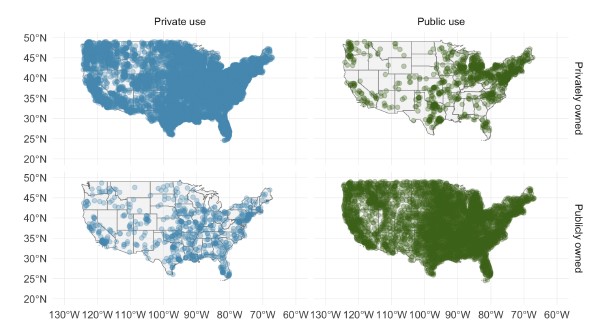 Private use
Public use
50°N
45°N
40°N
35°N
30°N
25°N
20°N
Privately owned
50°N
45°N
40°N
35°N
30°N
25°N
20°N
Publicly owned
130°W 120°W 110°W 100°W 90°W 80°W 70°W 60°W 130°W 120°W 110°W 100°W 90°W 80°W 70°W 60°W